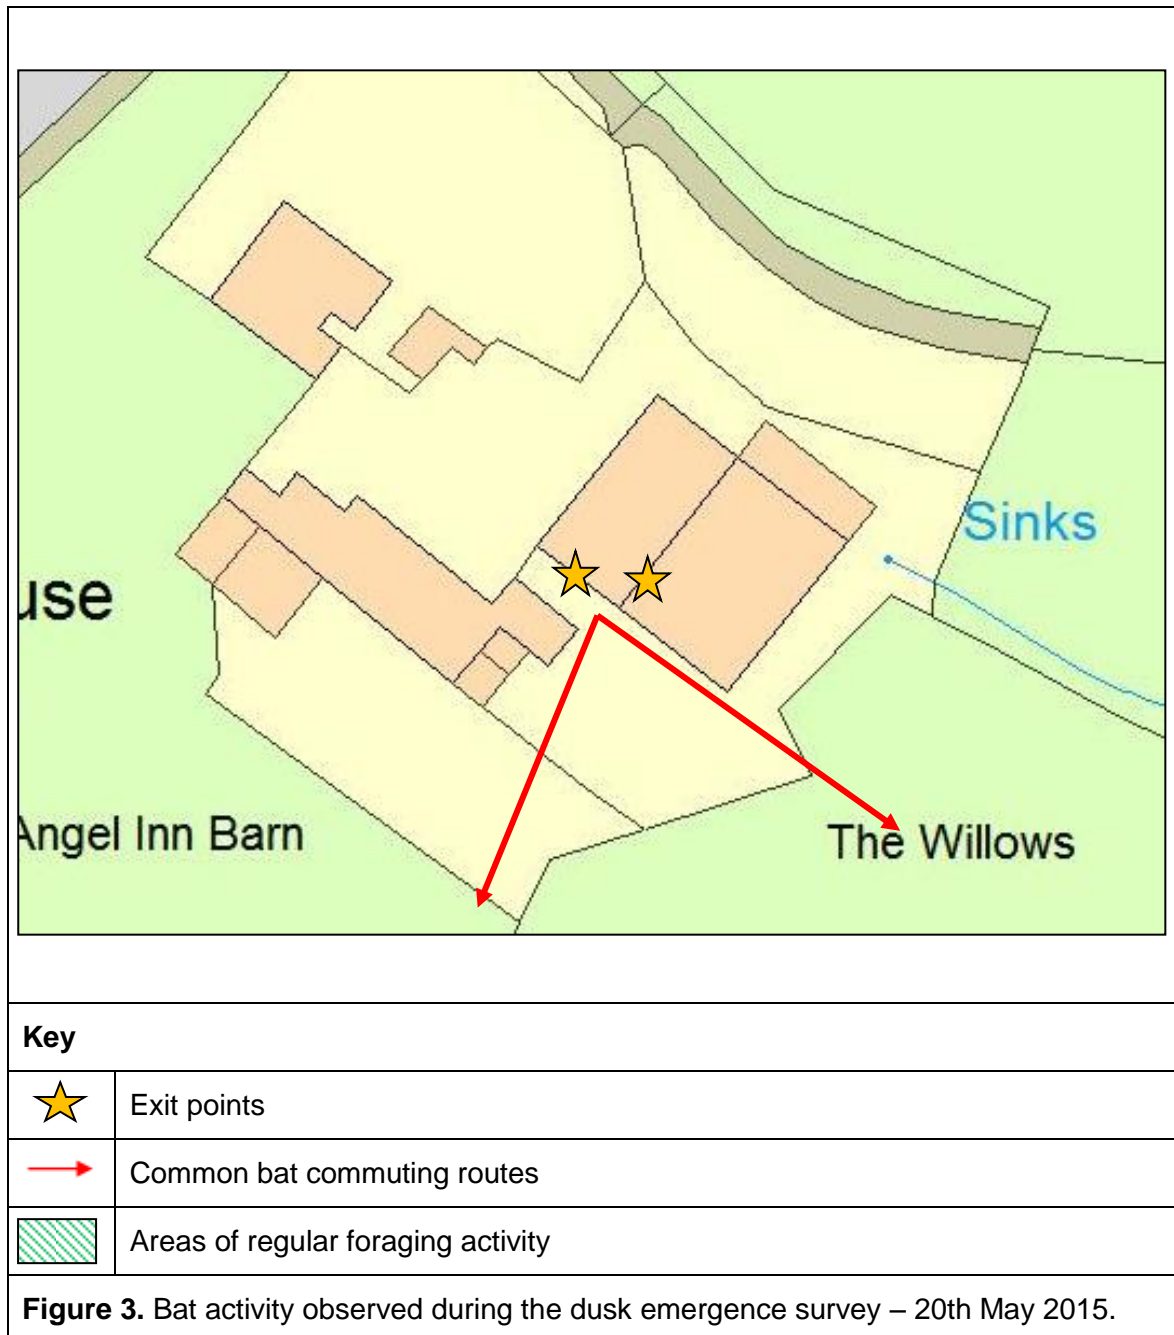 Sinks
use
Angel Inn Barn
The Willows
Key
Exit points
Common bat commuting routes
Areas of regular foraging activity
Figure 3. Bat activity observed during the dusk emergence survey – 20th May 2015.